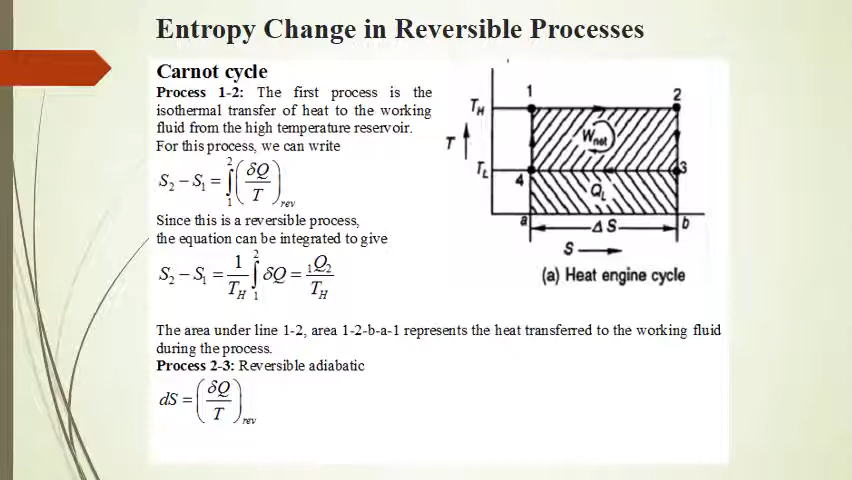 Entropy Change in Reversible Processes
Carnot cycle
Process 1-2: The first process is the
isothermal transfer of heat to the working
fluid from the high temperature reservoir.
For this process, we can write
S₂ − S₁ = ∫₁² (δQ/T)rev
Since this is a reversible process,
the equation can be integrated to give
S₂ − S₁ = 1/T_H ∫₁² δQ = ₁Q₂/T_H
The area under line 1-2, area 1-2-b-a-1 represents the heat transferred to the working fluid
during the process.
Process 2-3: Reversible adiabatic
dS = (δQ/T)rev
1
2
T_H
W_net
T
T_L
4
3
Q_L
a
b
ΔS
S
(a) Heat engine cycle